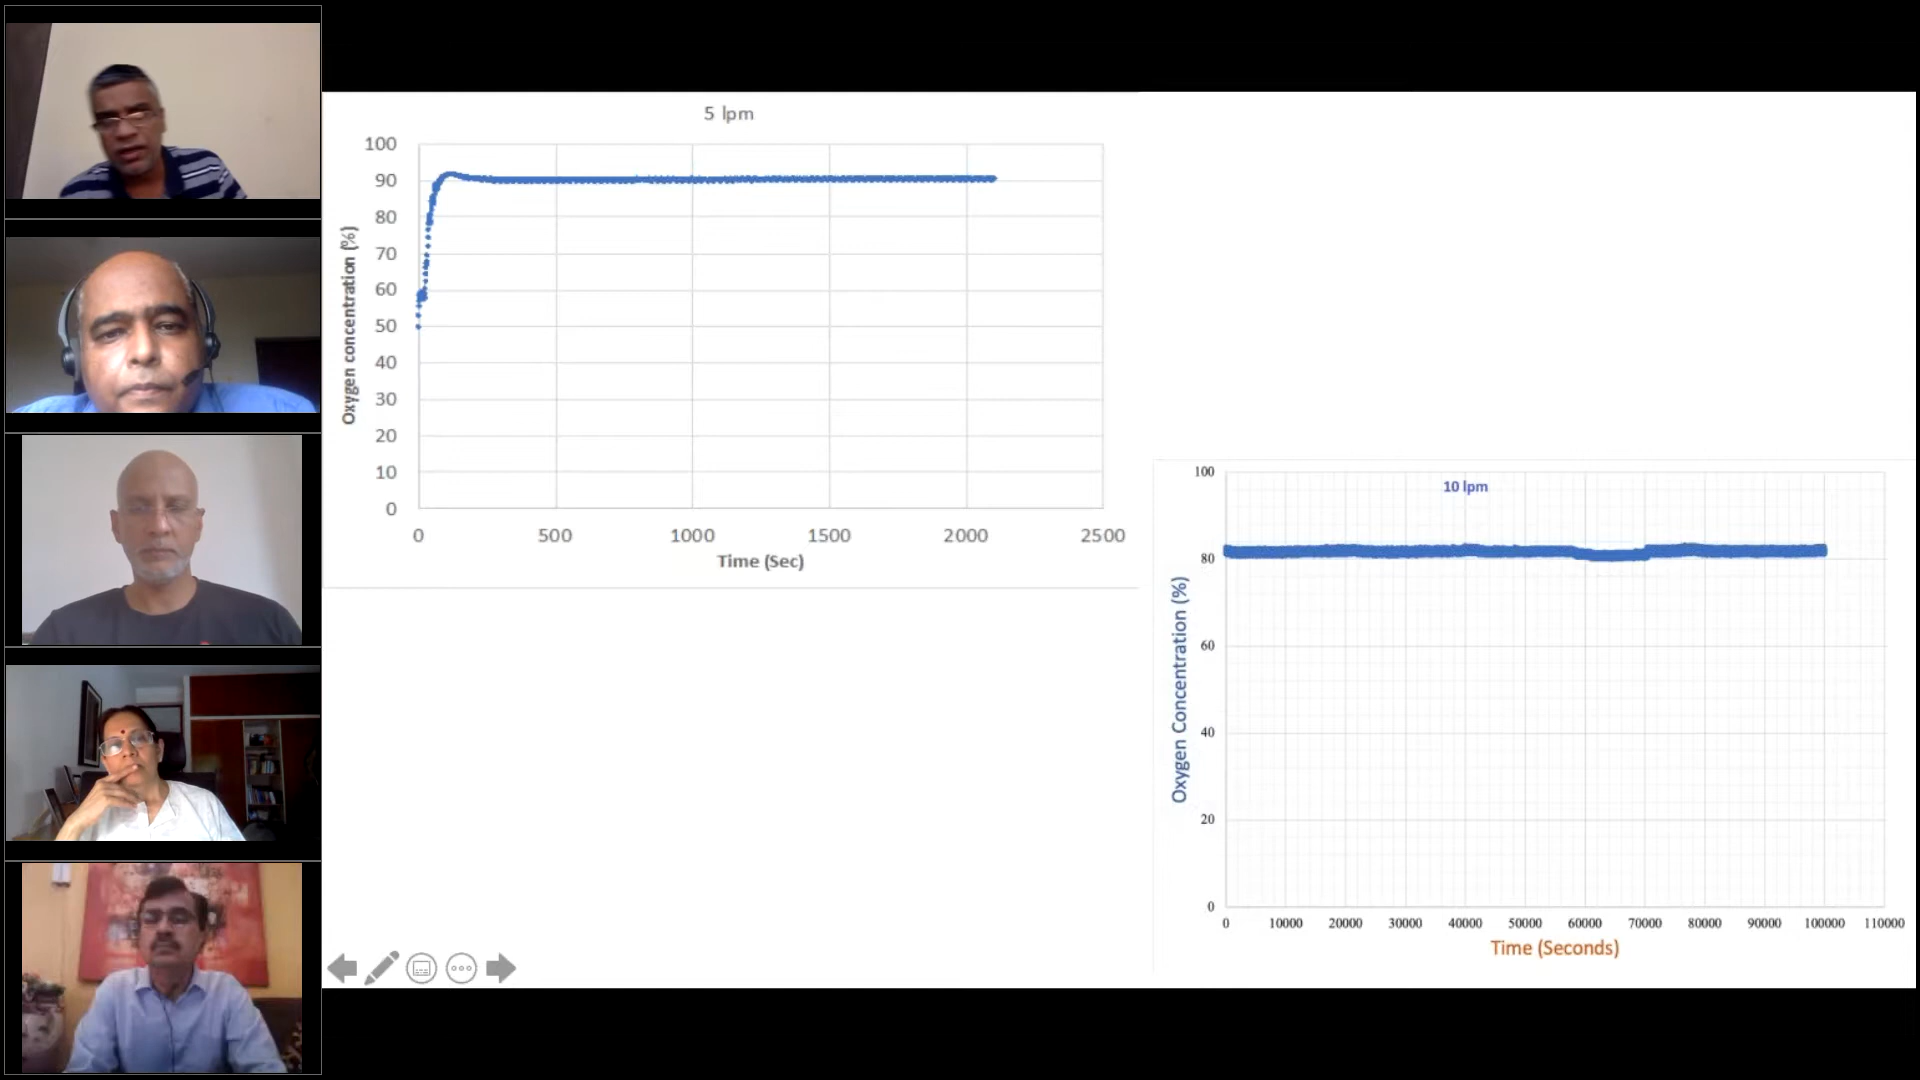 5 lpm
100
90
80
70
60
50
40
30
20
10
0
Oxygen concentration (%)
0 500 1000 1500 2000 2500
Time (Sec)
10 lpm
100
80
60
40
20
0
Oxygen Concentration (%)
0 10000 20000 30000 40000 50000 60000 70000 80000 90000 100000 110000
Time (Seconds)